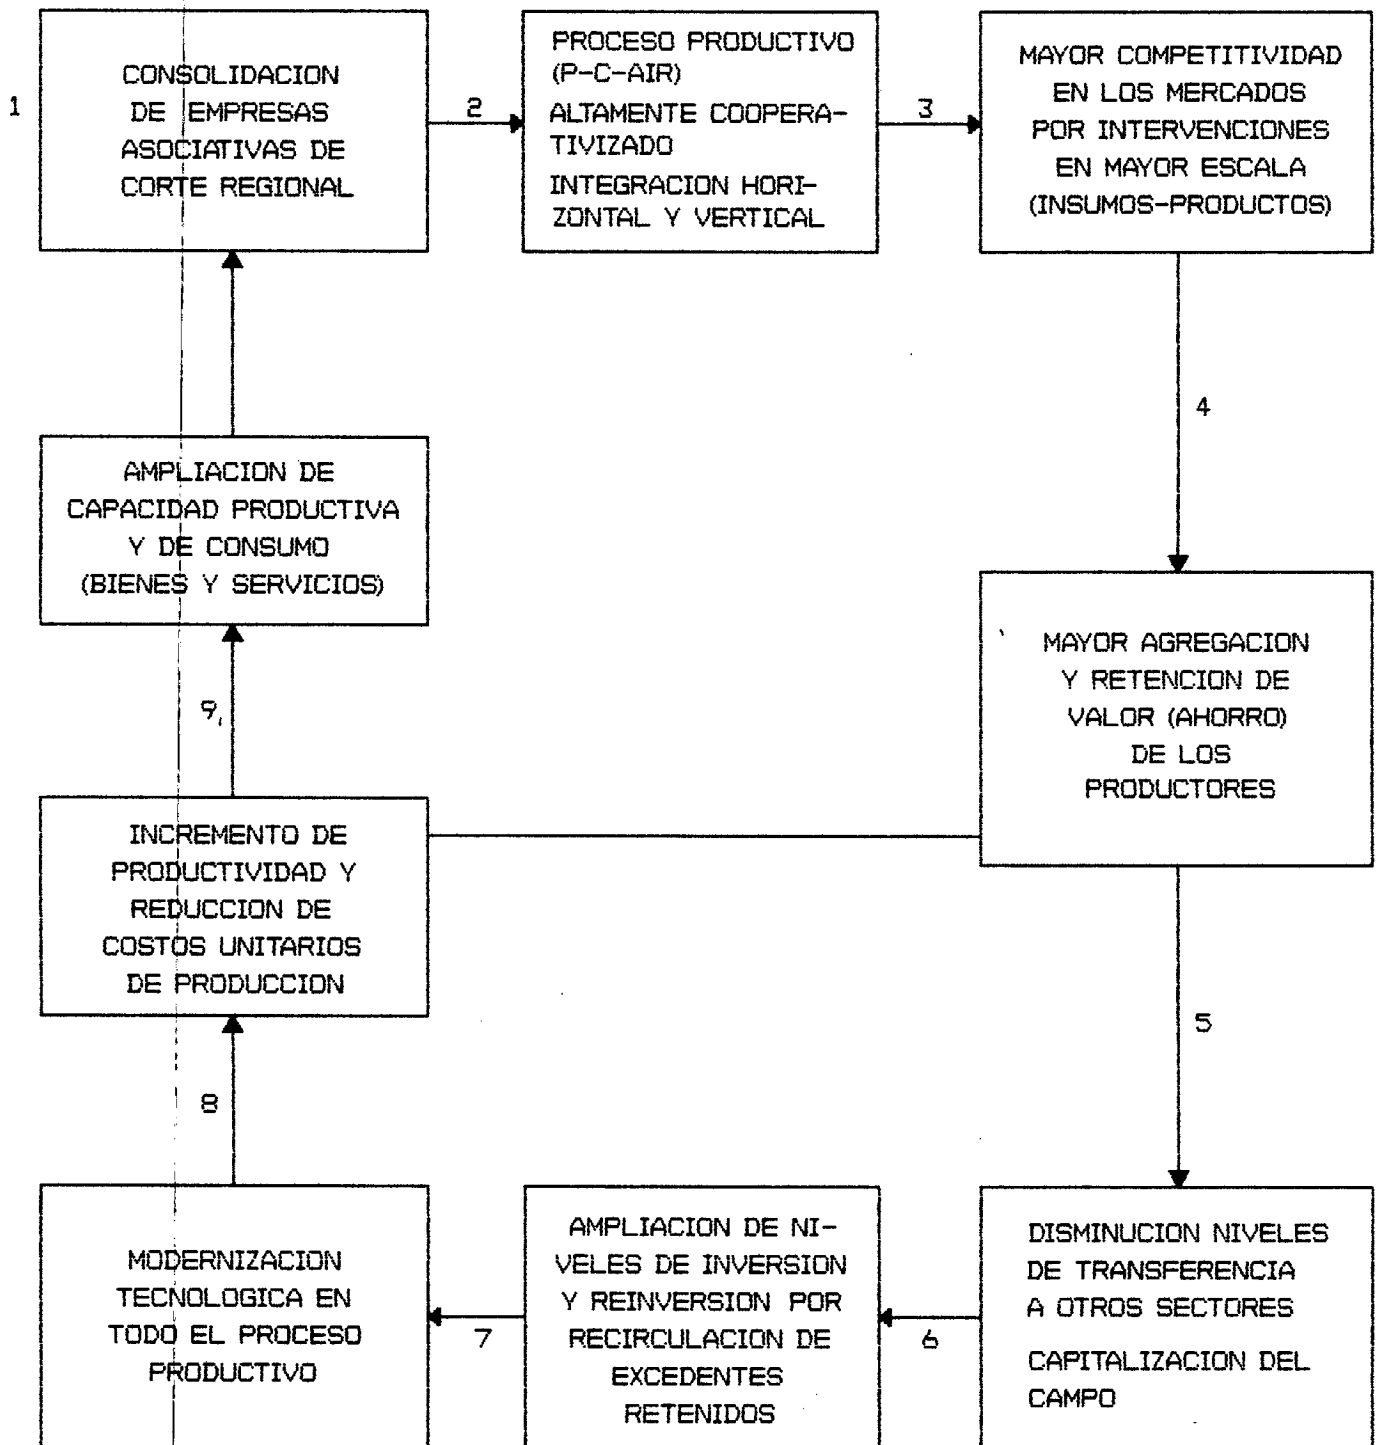 1
CONSOLIDACION
DE EMPRESAS
ASOCIATIVAS DE
CORTE REGIONAL
2
PROCESO PRODUCTIVO
(P-C-AIR)
ALTAMENTE COOPERA-
TIVIZADO
INTEGRACION HORI-
ZONTAL Y VERTICAL
3
MAYOR COMPETITIVIDAD
EN LOS MERCADOS
POR INTERVENCIONES
EN MAYOR ESCALA
(INSUMOS-PRODUCTOS)
4
MAYOR AGREGACION
Y RETENCION DE
VALOR (AHORRO)
DE LOS
PRODUCTORES
5
DISMINUCION NIVELES
DE TRANSFERENCIA
A OTROS SECTORES
CAPITALIZACION DEL
CAMPO
6
AMPLIACION DE NI-
VELES DE INVERSION
Y REINVERSION POR
RECIRCULACION DE
EXCEDENTES
RETENIDOS
7
MODERNIZACION
TECNOLOGICA EN
TODO EL PROCESO
PRODUCTIVO
8
INCREMENTO DE
PRODUCTIVIDAD Y
REDUCCION DE
COSTOS UNITARIOS
DE PRODUCCION
9
AMPLIACION DE
CAPACIDAD PRODUCTIVA
Y DE CONSUMO
(BIENES Y SERVICIOS)